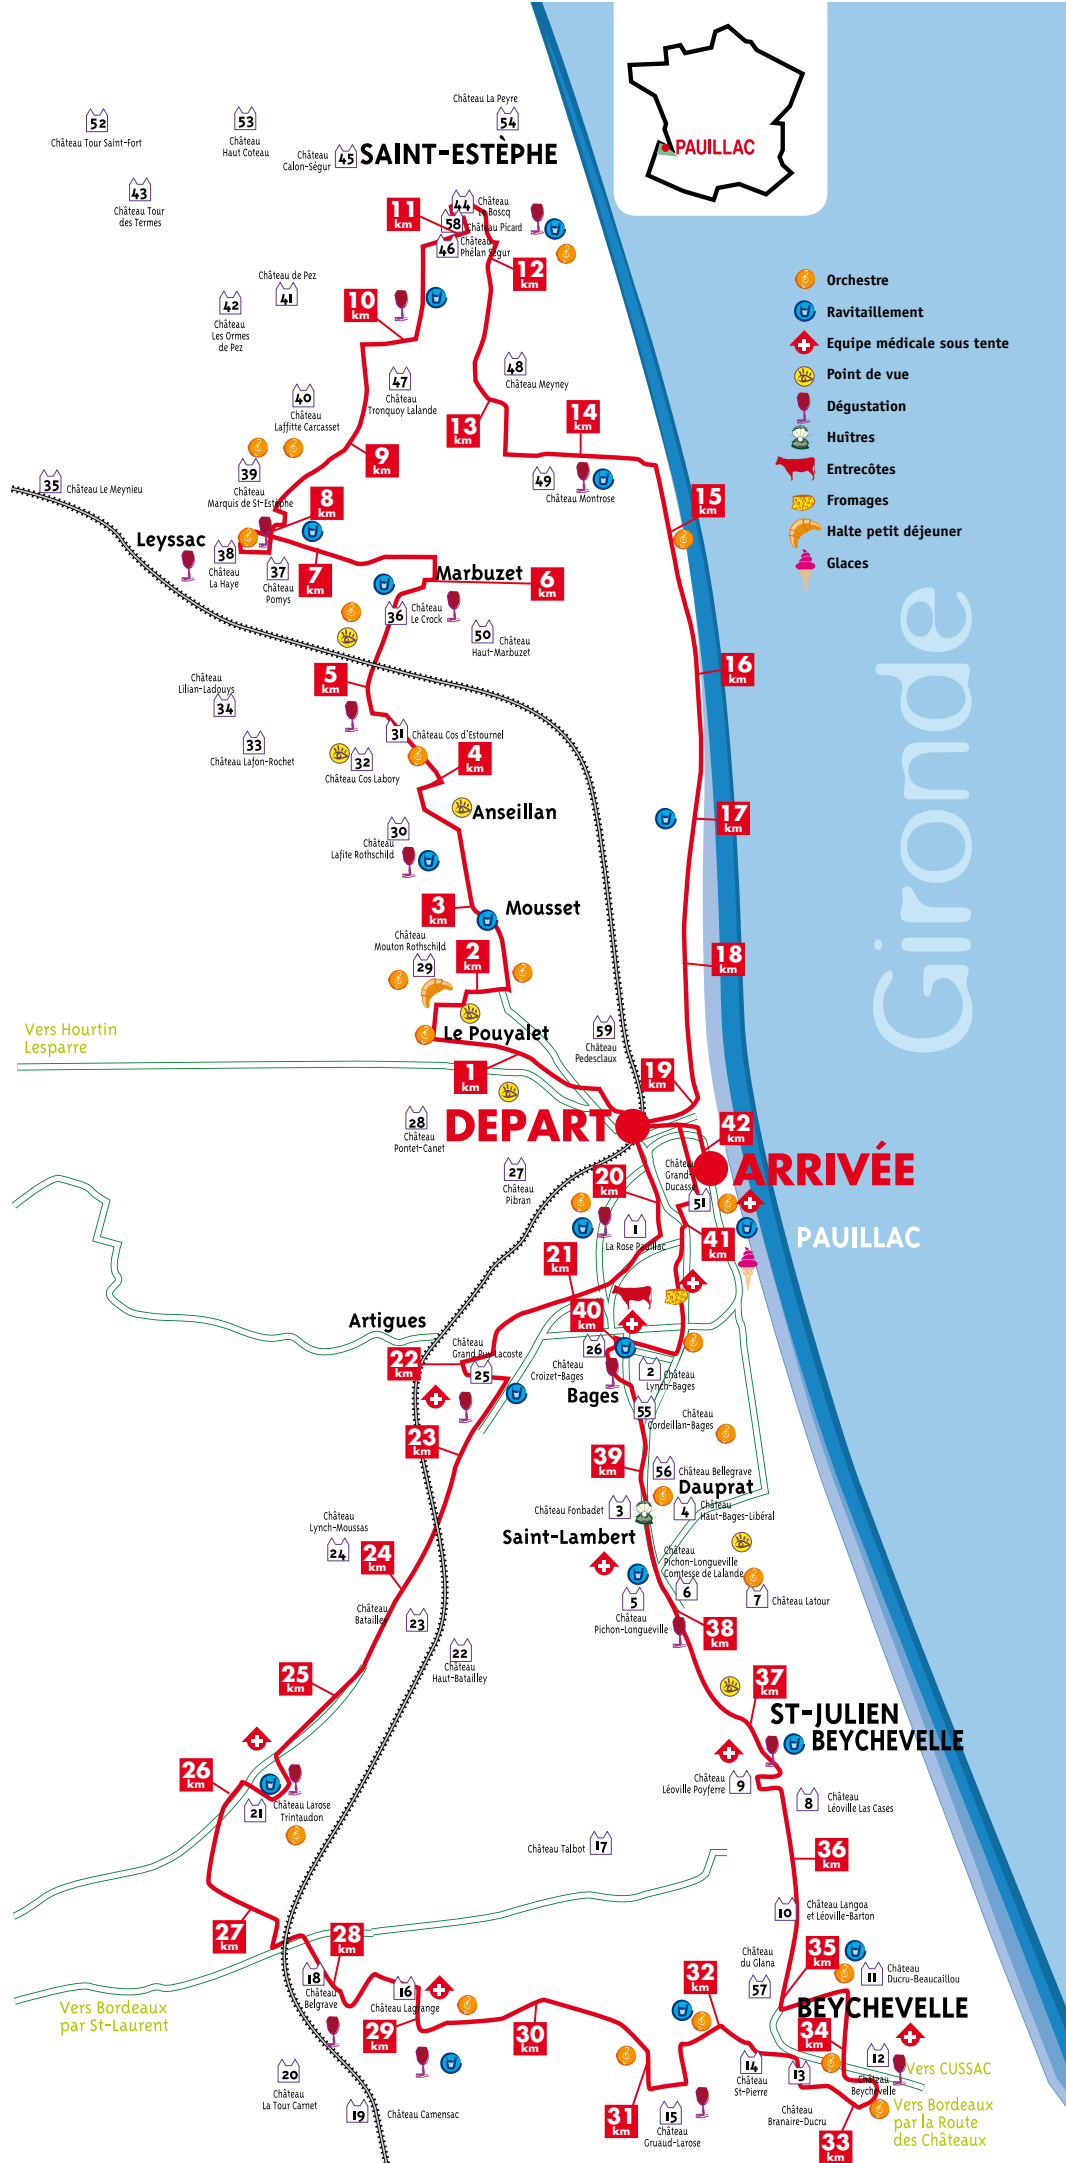 PAUILLAC
Château La Peyre
54
52
Château Tour Saint-Fort
53
Château
Haut Coteau
Château
Calon-Ségur
45
SAINT-ESTÈPHE
43
Château Tour
des Termes
44
Château
Le Boscq
11
km
58
Château Picard
46
Château
Phélan Ségur
12
km
Château de Pez
41
42
Château
Les Ormes
de Pez
10
km
Orchestre
Ravitaillement
Equipe médicale sous tente
Point de vue
Dégustation
Huîtres
Entrecôtes
Fromages
Halte petit déjeuner
Glaces
Gironde
48
Château Meyney
47
Château
Tronquoy Lalande
40
Château
Laffitte Carcasset
13
km
14
km
9
km
39
Château
Marquis de St-Estèphe
35
Château Le Meynieu
49
Château Montrose
15
km
8
km
Leyssac
38
Château
La Haye
37
Château
Pomys
7
km
Marbuzet
6
km
36
Château
Le Crock
50
Château
Haut-Marbuzet
16
km
5
km
Château
Lilian-Ladouys
34
33
Château Lafon-Rochet
31
Château Cos d'Estournel
32
Château Cos Labory
4
km
Anseillan
17
km
30
Château
Lafite Rothschild
3
km
Mousset
Château
Mouton Rothschild
29
2
km
18
km
Le Pouyalet
Vers Hourtin
Lesparre
59
Château
Pedesclaux
1
km
19
km
28
Château
Pontet-Canet
DEPART
42
km
ARRIVÉE
27
Château
Pibran
20
km
Château
Grand-
Ducasse
51
1
La Rose Pauillac
41
km
PAUILLAC
21
km
40
km
Artigues
22
km
Château
Grand Puy Lacoste
25
26
Château
Croizet-Bages
2
Château
Lynch-Bages
Bages
55
Château
Cordeillan-Bages
23
km
39
km
56
Château Bellegrave
Dauprat
Château Fonbadet
3
4
Château
Haut-Bages-Libéral
Saint-Lambert
Château
Lynch-Moussas
24
24
km
Château
Pichon-Longueville
Comtesse de Lalande
6
5
Château
Pichon-Longueville
7
Château Latour
Château
Batailley
23
22
Château
Haut-Batailley
38
km
25
km
37
km
ST-JULIEN
BEYCHEVELLE
26
km
Château
Léoville Poyferre
9
8
Château
Léoville Las Cases
21
Château Larose
Trintaudon
Château Talbot
17
36
km
10
Château Langoa
et Léoville-Barton
27
km
28
km
35
km
18
Château
Belgrave
16
Château Lagrange
Château
du Glana
57
11
Château
Ducru-Beaucaillou
32
km
BEYCHEVELLE
Vers Bordeaux
par St-Laurent
29
km
30
km
34
km
12
Château
Beychevelle
Vers CUSSAC
20
Château
La Tour Carnet
14
Château
St-Pierre
13
Château
Branaire-Ducru
19
Château Camensac
31
km
15
Château
Gruaud-Larose
33
km
Vers Bordeaux
par la Route
des Châteaux